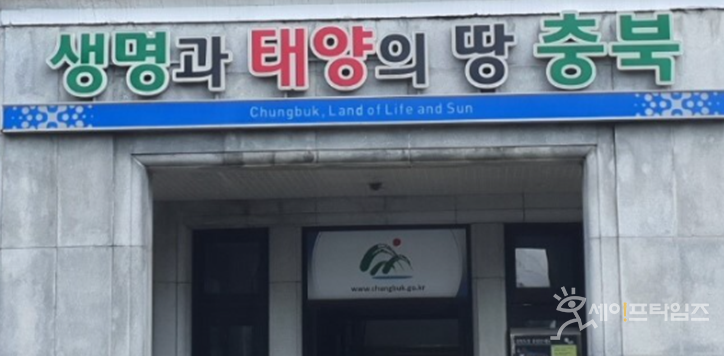 생명과 태양의 땅 충북
Chungbuk, Land of Life and Sun
www.chungbuk.go.kr
세이프타임즈